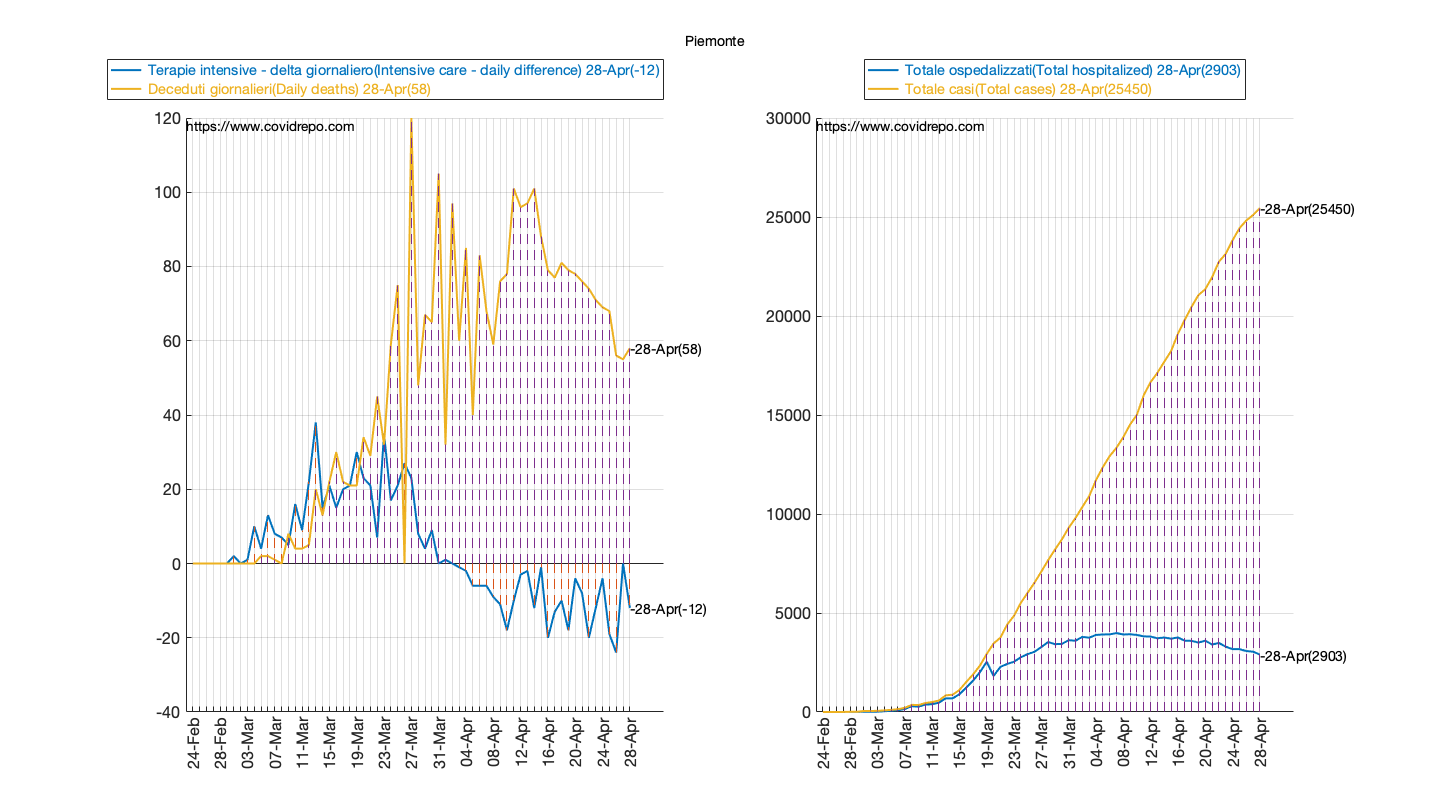 Piemonte
Terapie intensive - delta giornaliero(Intensive care - daily difference) 28-Apr(-12)
Deceduti giornalieri(Daily deaths) 28-Apr(58)
https://www.covidrepo.com
120
100
80
60
40
20
0
-20
-40
-28-Apr(58)
-28-Apr(-12)
24-Feb
28-Feb
03-Mar
07-Mar
11-Mar
15-Mar
19-Mar
23-Mar
27-Mar
31-Mar
04-Apr
08-Apr
12-Apr
16-Apr
20-Apr
24-Apr
28-Apr
Totale ospedalizzati(Total hospitalized) 28-Apr(2903)
Totale casi(Total cases) 28-Apr(25450)
https://www.covidrepo.com
30000
25000
20000
15000
10000
5000
0
-28-Apr(25450)
-28-Apr(2903)
24-Feb
28-Feb
03-Mar
07-Mar
11-Mar
15-Mar
19-Mar
23-Mar
27-Mar
31-Mar
04-Apr
08-Apr
12-Apr
16-Apr
20-Apr
24-Apr
28-Apr